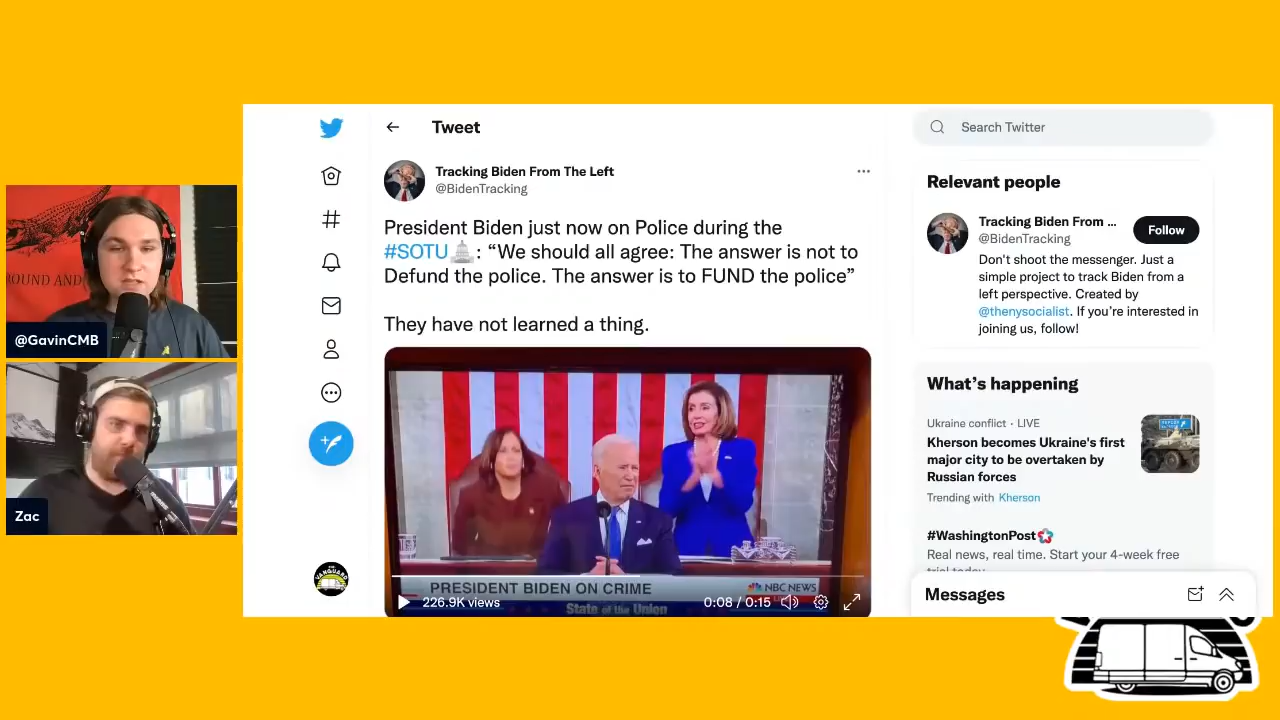 Tweet
Search Twitter
Tracking Biden From The Left
@BidenTracking
President Biden just now on Police during the
#SOTU: “We should all agree: The answer is not to
Defund the police. The answer is to FUND the police”
They have not learned a thing.
PRESIDENT BIDEN ON CRIME
NBC NEWS
State of the Union
226.9K views
0:08 / 0:15
Relevant people
Tracking Biden From ...
@BidenTracking
Follow
Don't shoot the messenger. Just a
simple project to track Biden from a
left perspective. Created by
@thenysocialist. If you’re interested in
joining us, follow!
What’s happening
Ukraine conflict · LIVE
Kherson becomes Ukraine's first
major city to be overtaken by
Russian forces
Trending with Kherson
#WashingtonPost
Real news, real time. Start your 4-week free
trial today
Messages
@GavinCMB
Zac
ROUND AND
VANGUARD